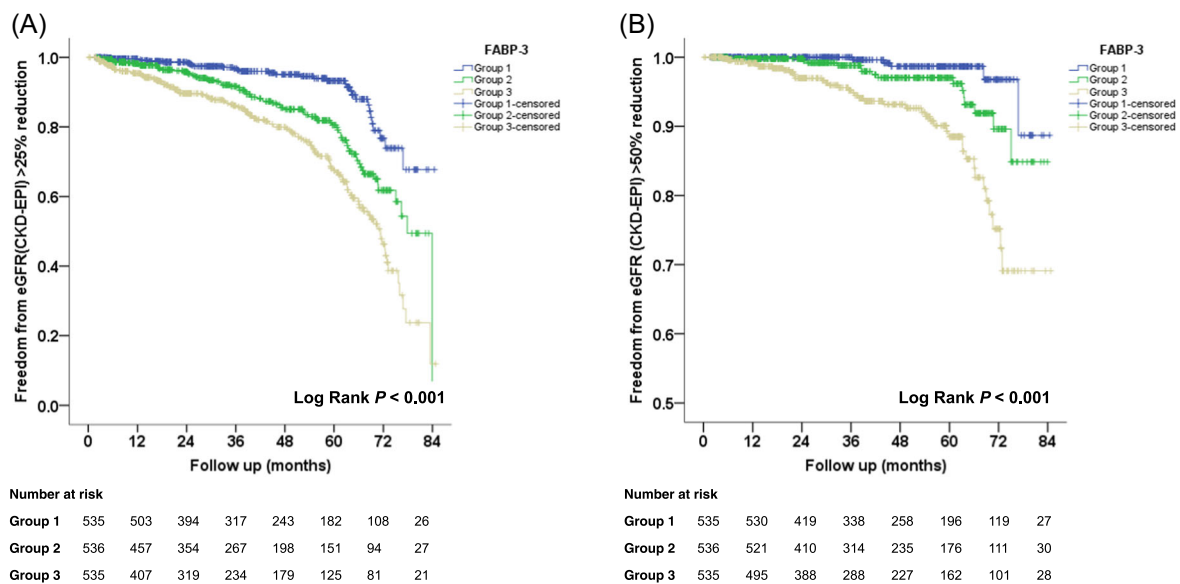 (A)
FABP-3
Group 1
Group 2
Group 3
Group 1-censored
Group 2-censored
Group 3-censored
Freedom from eGFR(CKD-EPI) >25% reduction
1.0
0.8
0.6
0.4
0.2
0.0
Log Rank P < 0.001
0 12 24 36 48 60 72 84
Follow up (months)
Number at risk
Group 1 535 503 394 317 243 182 108 26
Group 2 536 457 354 267 198 151 94 27
Group 3 535 407 319 234 179 125 81 21
(B)
FABP-3
Group 1
Group 2
Group 3
Group 1-censored
Group 2-censored
Group 3-censored
Freedom from eGFR (CKD-EPI) >50% reduction
1.0
0.9
0.8
0.7
0.6
0.5
Log Rank P < 0.001
0 12 24 36 48 60 72 84
Follow up (months)
Number at risk
Group 1 535 530 419 338 258 196 119 27
Group 2 536 521 410 314 235 176 111 30
Group 3 535 495 388 288 227 162 101 28